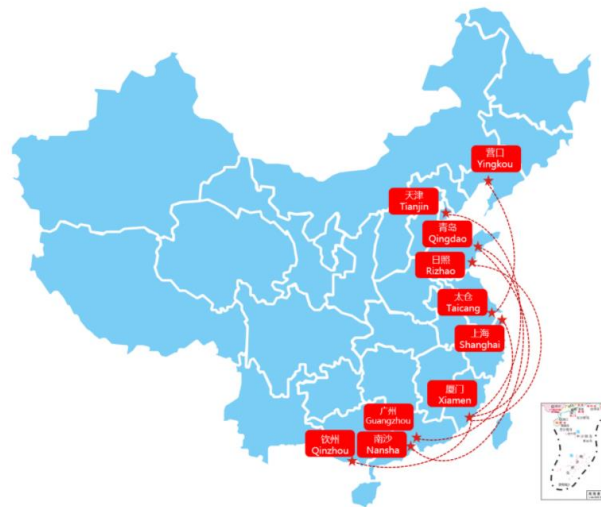 营口
Yingkou
天津
Tianjin
青岛
Qingdao
日照
Rizhao
太仓
Taicang
上海
Shanghai
厦门
Xiamen
广州
Guangzhou
钦州
Qinzhou
南沙
Nansha